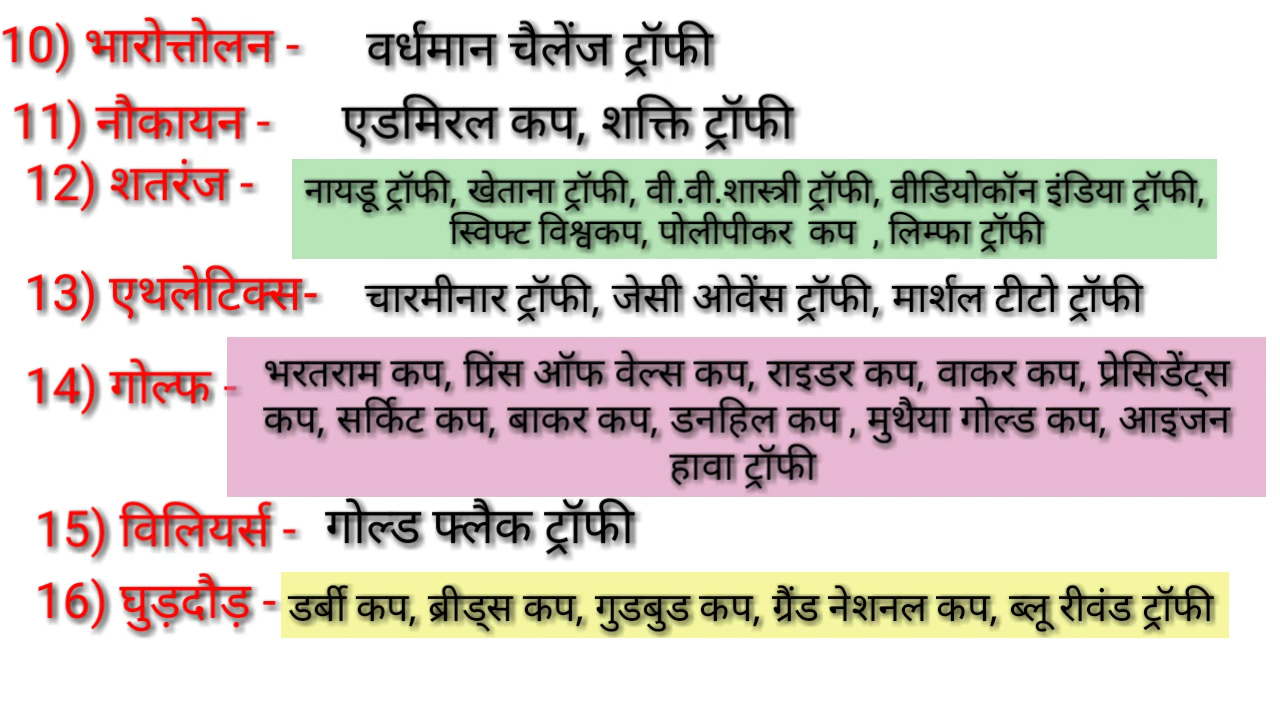 10) भारोत्तोलन - वर्धमान चैलेंज ट्रॉफी
11) नौकायन - एडमिरल कप, शक्ति ट्रॉफी
12) शतरंज - नायडू ट्रॉफी, खेताना ट्रॉफी, वी.वी.शास्त्री ट्रॉफी, वीडियोकॉन इंडिया ट्रॉफी,
स्विफ्ट विश्वकप, पोलीपीकर कप , लिम्फा ट्रॉफी
13) एथलेटिक्स- चारमीनार ट्रॉफी, जेसी ओवेंस ट्रॉफी, मार्शल टीटो ट्रॉफी
14) गोल्फ - भरतराम कप, प्रिंस ऑफ वेल्स कप, राइडर कप, वाकर कप, प्रेसिडेंट्स
कप, सर्किट कप, बाकर कप, डनहिल कप , मुथैया गोल्ड कप, आइजन
हावा ट्रॉफी
15) विलियर्स - गोल्ड फ्लैक ट्रॉफी
16) घुड़दौड़ - डर्बी कप, ब्रीड्स कप, गुडबुड कप, ग्रैंड नेशनल कप, ब्लू रीवंड ट्रॉफी